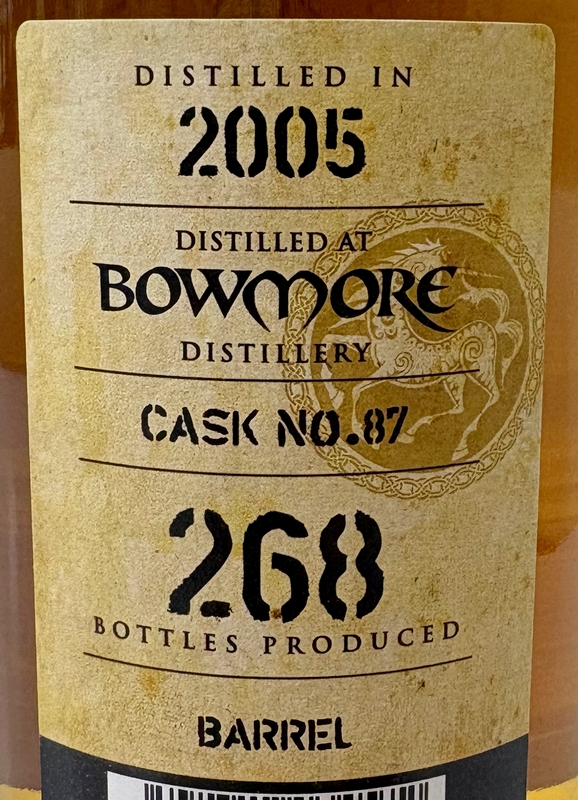 DISTILLED IN
2005
DISTILLED AT
BOWMORE
DISTILLERY
CASK NO.87
268
BOTTLES PRODUCED
BARREL